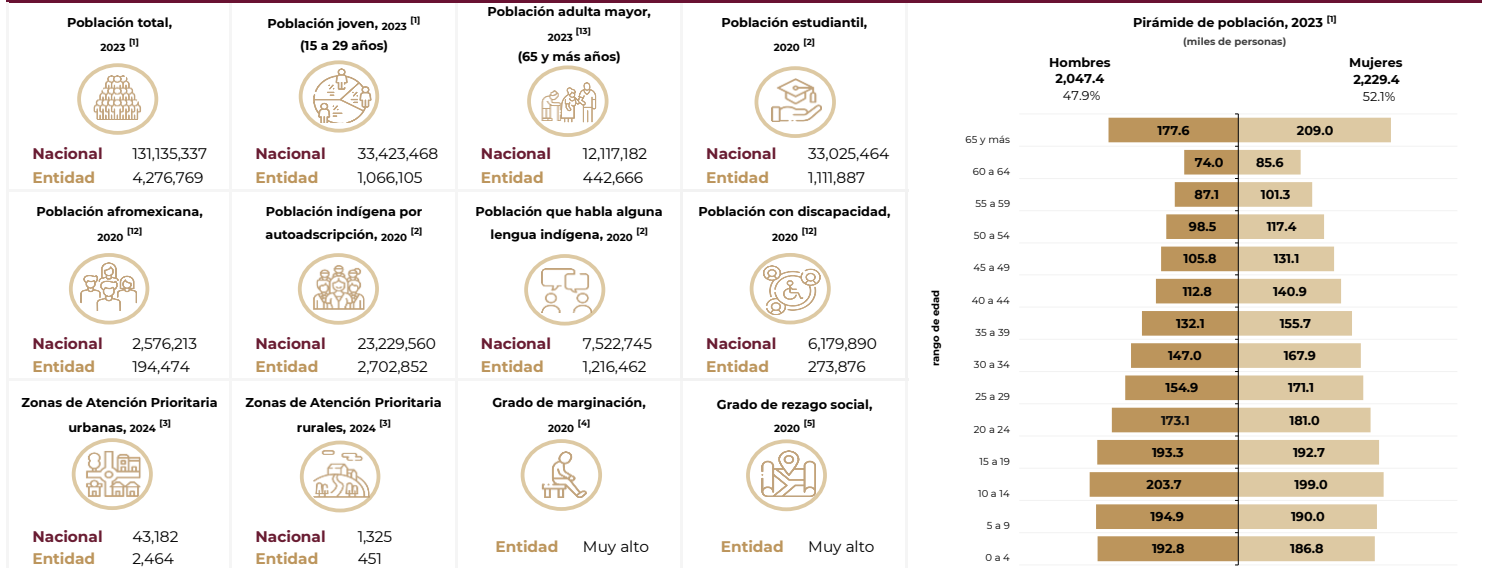 Población total,
2023 [1]
Nacional 131,135,337
Entidad 4,276,769
Población joven, 2023 [1]
(15 a 29 años)
Nacional 33,423,468
Entidad 1,066,105
Población adulta mayor,
2023 [13]
(65 y más años)
Nacional 12,117,182
Entidad 442,666
Población estudiantil,
2020 [2]
Nacional 33,025,464
Entidad 1,111,887
Población afromexicana,
2020 [12]
Nacional 2,576,213
Entidad 194,474
Población indígena por
autoadscripción, 2020 [2]
Nacional 23,229,560
Entidad 2,702,852
Población que habla alguna
lengua indígena, 2020 [2]
Nacional 7,522,745
Entidad 1,216,462
Población con discapacidad,
2020 [12]
Nacional 6,179,890
Entidad 273,876
Zonas de Atención Prioritaria
urbanas, 2024 [3]
Nacional 43,182
Entidad 2,464
Zonas de Atención Prioritaria
rurales, 2024 [3]
Nacional 1,325
Entidad 451
Grado de marginación,
2020 [4]
Entidad Muy alto
Grado de rezago social,
2020 [5]
Entidad Muy alto
Pirámide de población, 2023 [1]
(miles de personas)
Hombres
2,047.4
47.9%
Mujeres
2,229.4
52.1%
rango de edad
65 y más 177.6 209.0
60 a 64 74.0 85.6
55 a 59 87.1 101.3
50 a 54 98.5 117.4
45 a 49 105.8 131.1
40 a 44 112.8 140.9
35 a 39 132.1 155.7
30 a 34 147.0 167.9
25 a 29 154.9 171.1
20 a 24 173.1 181.0
15 a 19 193.3 192.7
10 a 14 203.7 199.0
5 a 9 194.9 190.0
0 a 4 192.8 186.8